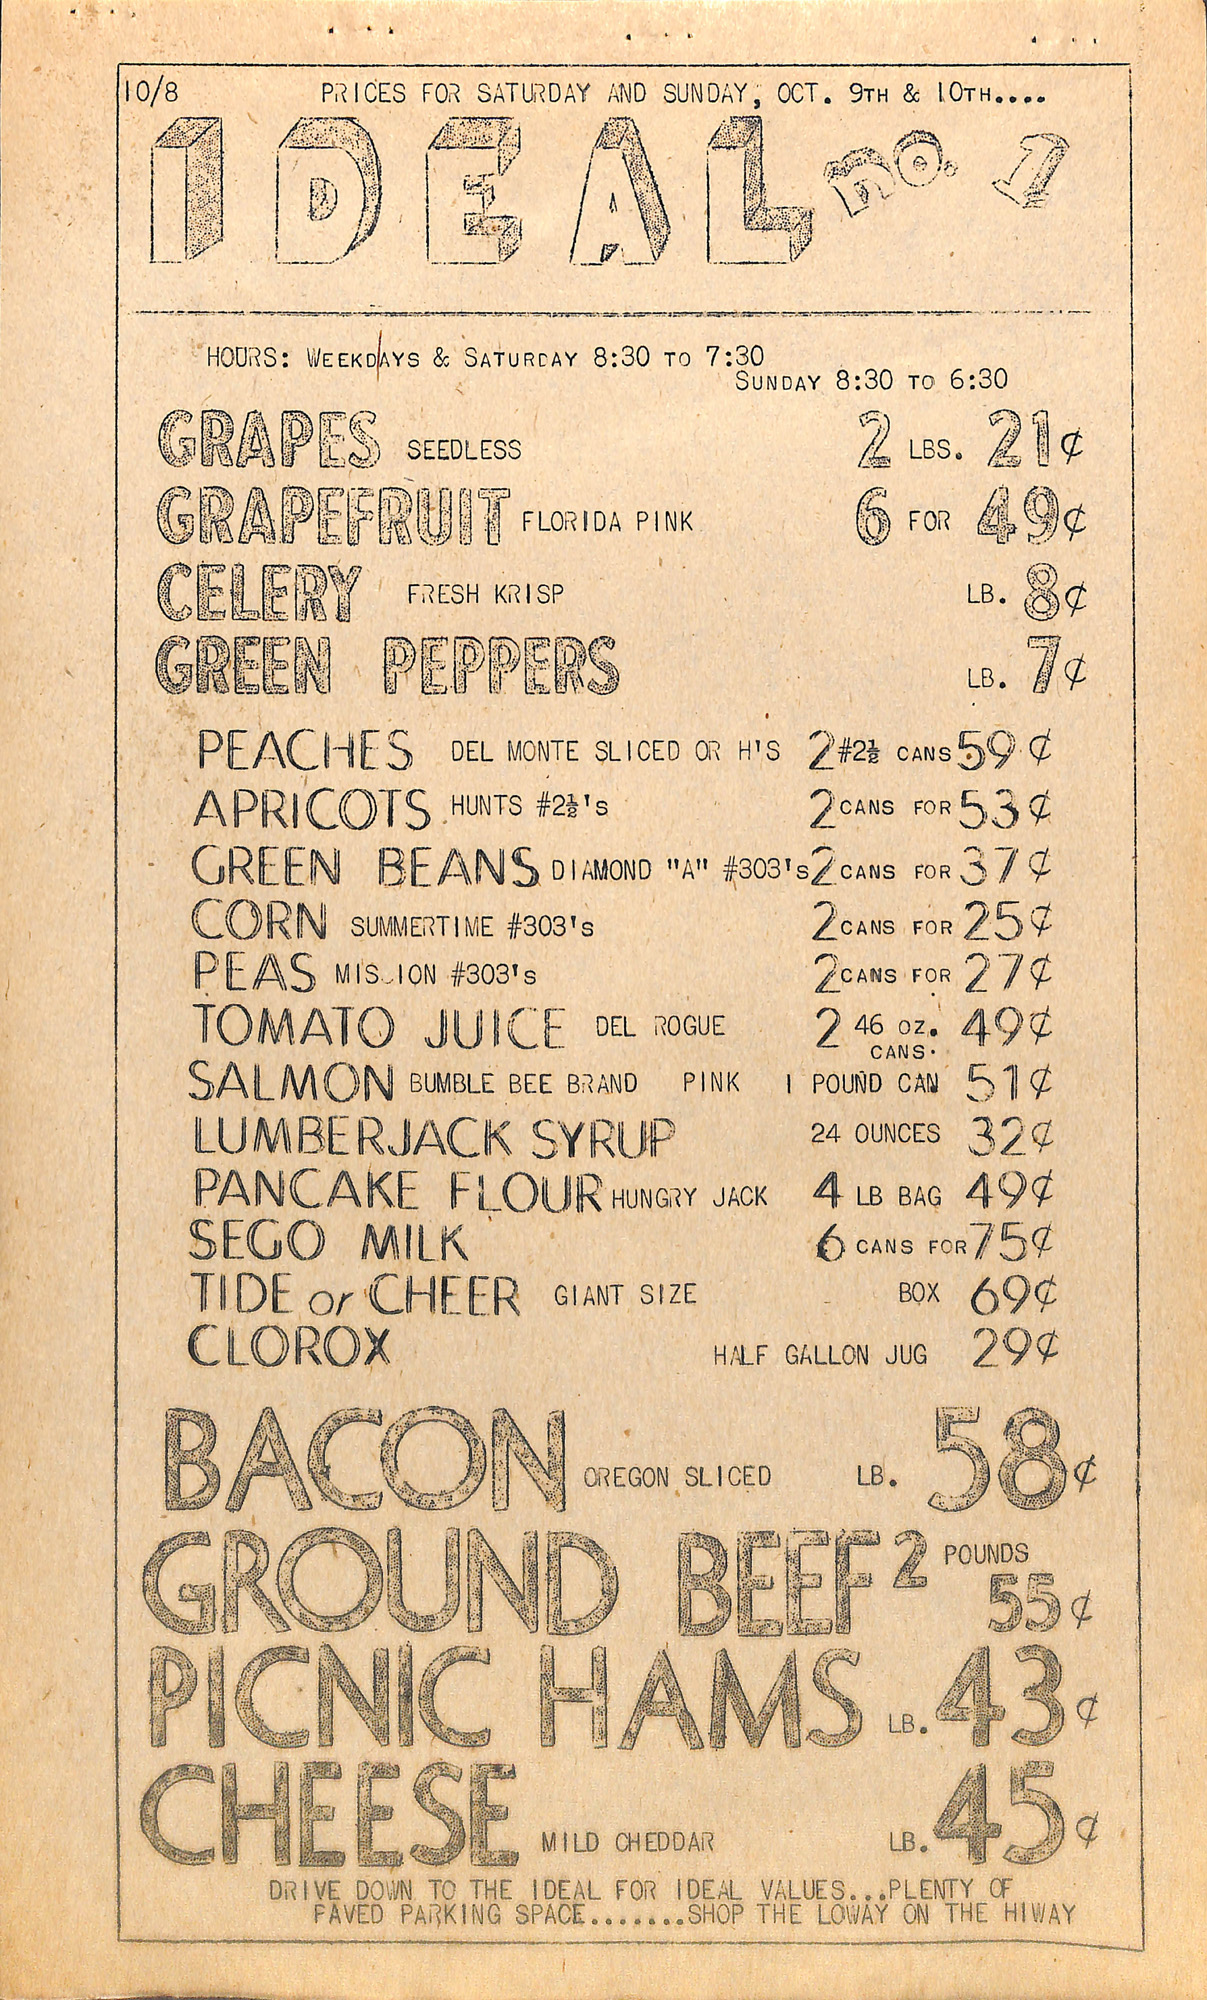 10/8 PRICES FOR SATURDAY AND SUNDAY, OCT. 9TH & 10TH....
IDEAL no. 1
HOURS: WEEKDAYS & SATURDAY 8:30 TO 7:30
SUNDAY 8:30 TO 6:30
GRAPES SEEDLESS 2 LBS. 21¢
GRAPEFRUIT FLORIDA PINK 6 FOR 49¢
CELERY FRESH KRISP LB. 8¢
GREEN PEPPERS LB. 7¢
PEACHES DEL MONTE SLICED OR H'S 2 #2½ CANS 59¢
APRICOTS HUNTS #2½'s 2 CANS FOR 53¢
GREEN BEANS DIAMOND "A" #303's 2 CANS FOR 37¢
CORN SUMMERTIME #303's 2 CANS FOR 25¢
PEAS MISSION #303's 2 CANS FOR 27¢
TOMATO JUICE DEL ROGUE 2 46 OZ. CANS. 49¢
SALMON BUMBLE BEE BRAND PINK 1 POUND CAN 51¢
LUMBERJACK SYRUP 24 OUNCES 32¢
PANCAKE FLOUR HUNGRY JACK 4 LB BAG 49¢
SEGO MILK 6 CANS FOR 75¢
TIDE or CHEER GIANT SIZE BOX 69¢
CLOROX HALF GALLON JUG 29¢
BACON OREGON SLICED LB. 58¢
GROUND BEEF 2 POUNDS 55¢
PICNIC HAMS LB. 43¢
CHEESE MILD CHEDDAR LB. 45¢
DRIVE DOWN TO THE IDEAL FOR IDEAL VALUES...PLENTY OF
PAVED PARKING SPACE.......SHOP THE LOWAY ON THE HIWAY